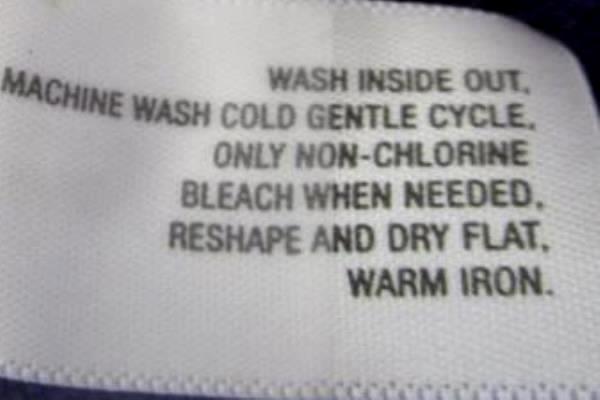 WASH INSIDE OUT,
MACHINE WASH COLD GENTLE CYCLE,
ONLY NON-CHLORINE
BLEACH WHEN NEEDED,
RESHAPE AND DRY FLAT,
WARM IRON.